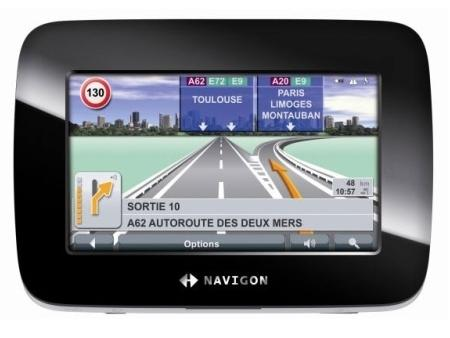 130
A62 E72 E9
TOULOUSE
A20 E9
PARIS
LIMOGES
MONTAUBAN
48 km
10:57
SORTIE 10
A62 AUTOROUTE DES DEUX MERS
Options
NAVIGON